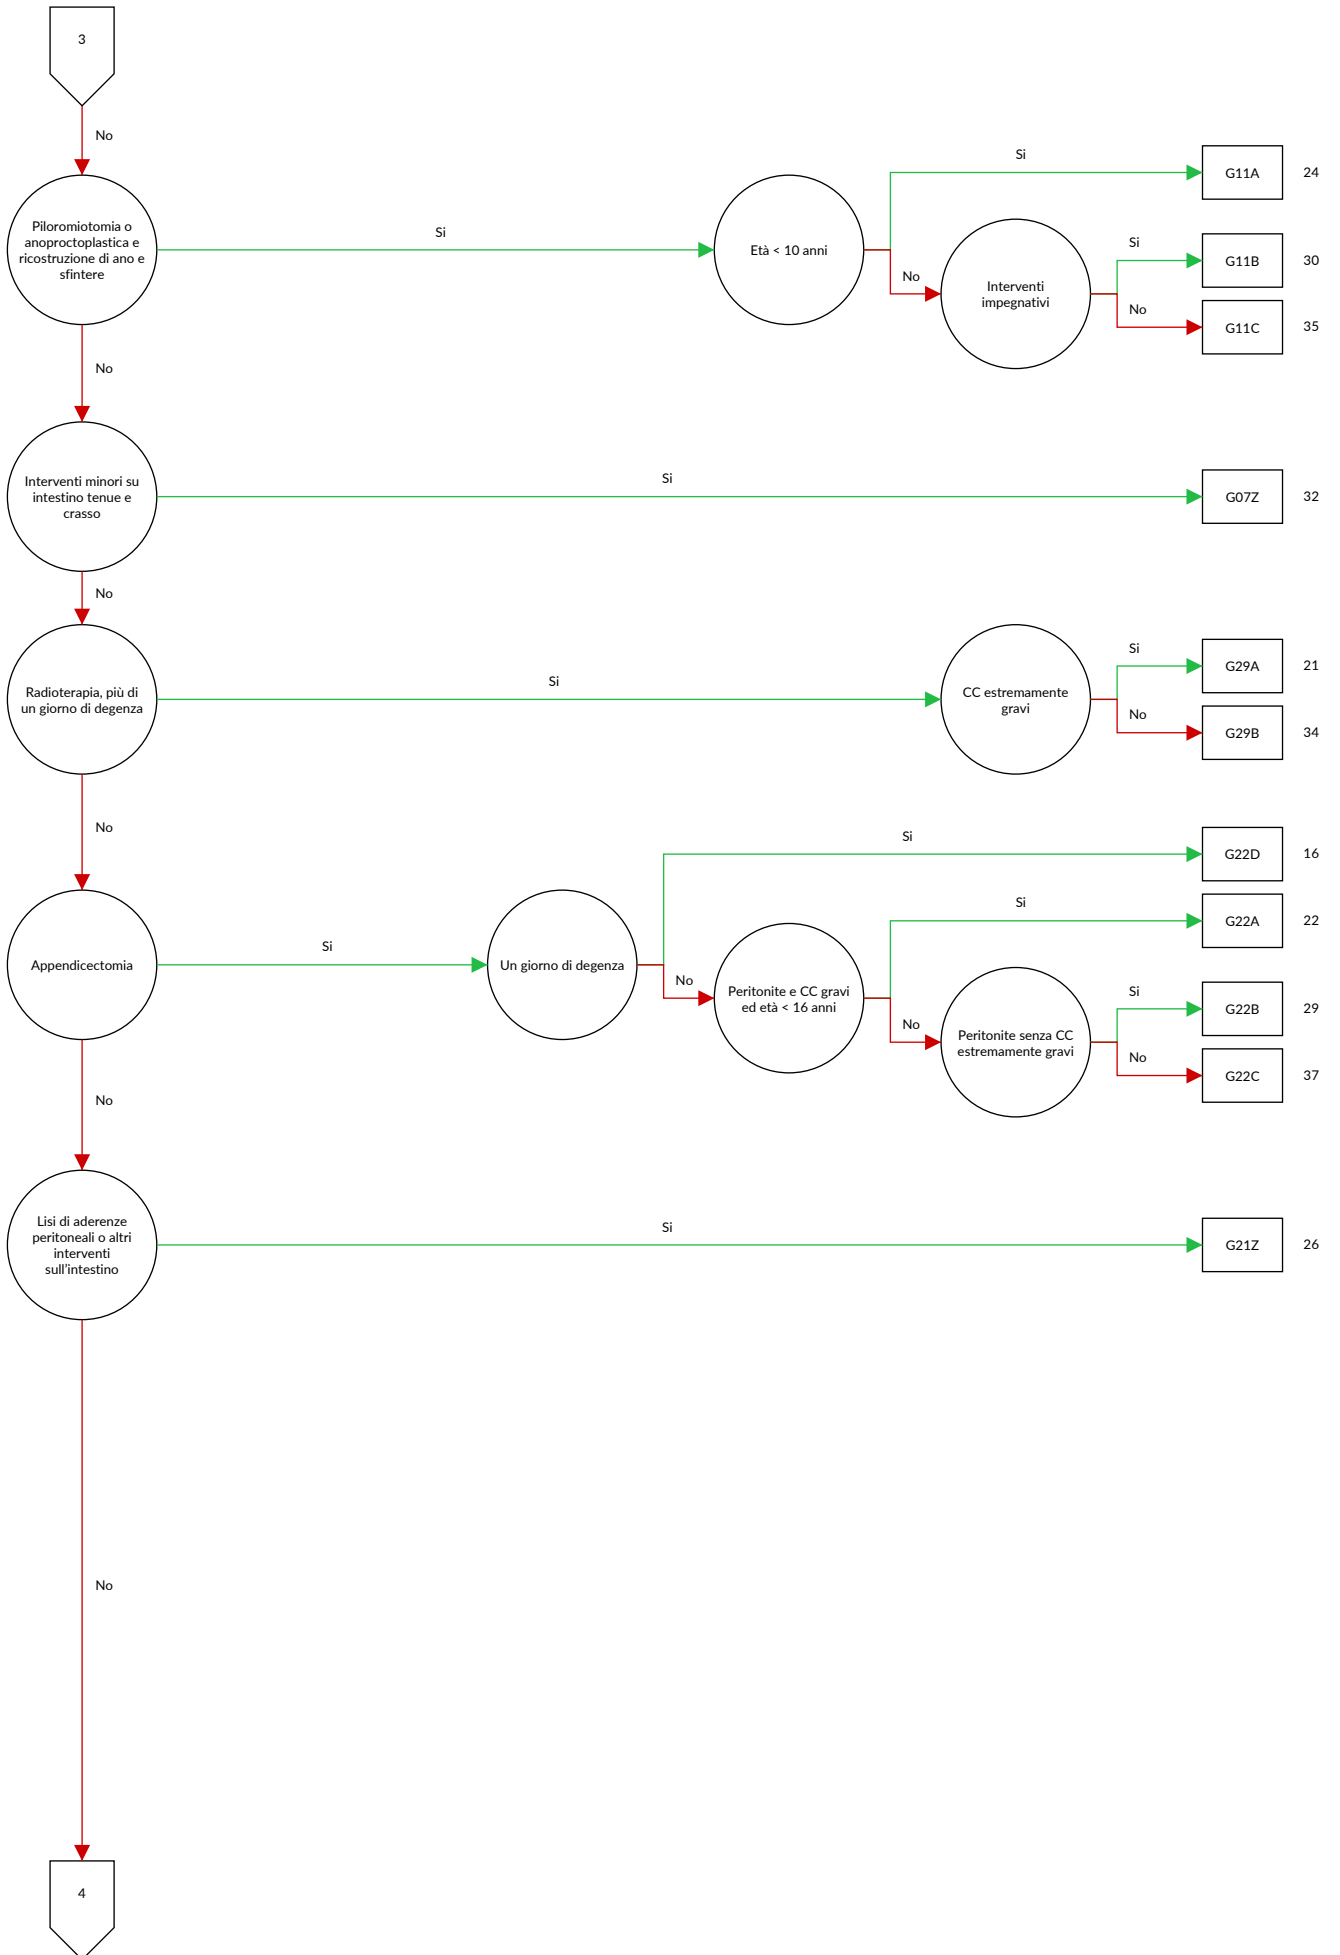 3
No
Si
G11A
24
Piloromiotomia o
anoproctoplastica e
ricostruzione di ano e
sfintere
Si
Età < 10 anni
No
Interventi
impegnativi
Si
G11B
30
No
G11C
35
No
Interventi minori su
intestino tenue e
crasso
Si
G07Z
32
No
Radioterapia, più di
un giorno di degenza
Si
CC estremamente
gravi
Si
G29A
21
No
G29B
34
No
Si
G22D
16
Appendicectomia
Si
Un giorno di degenza
No
Peritonite e CC gravi
ed età < 16 anni
Si
G22A
22
No
Peritonite senza CC
estremamente gravi
Si
G22B
29
No
G22C
37
No
Lisi di aderenze
peritoneali o altri
interventi
sull'intestino
Si
G21Z
26
No
4